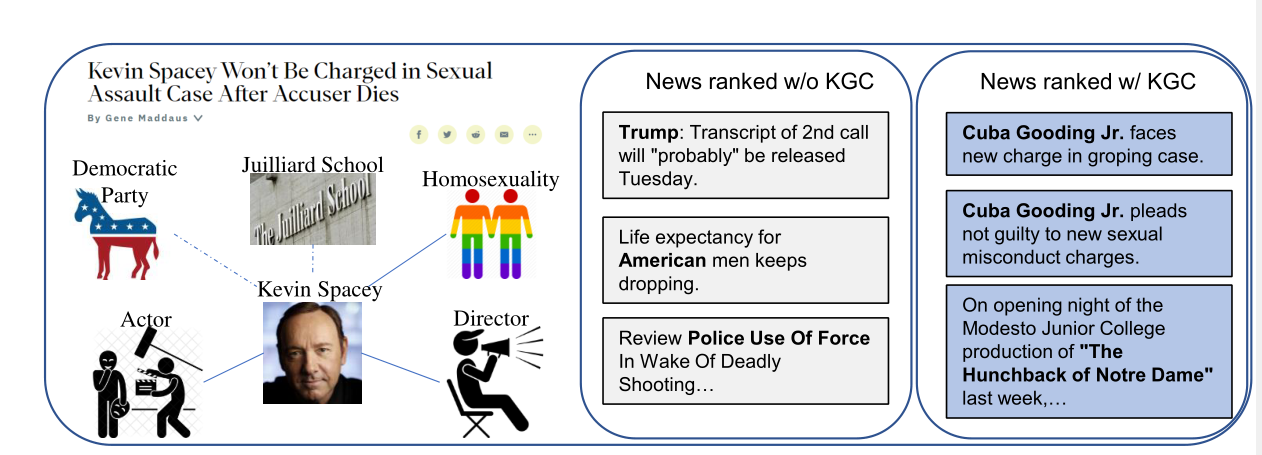 Kevin Spacey Won't Be Charged in Sexual
Assault Case After Accuser Dies
By Gene Maddaus
Democratic
Party
Juilliard School
The Juilliard School
Homosexuality
Kevin Spacey
Actor
Director
News ranked w/o KGC
Trump: Transcript of 2nd call
will "probably" be released
Tuesday.
Life expectancy for
American men keeps
dropping.
Review Police Use Of Force
In Wake Of Deadly
Shooting…
News ranked w/ KGC
Cuba Gooding Jr. faces
new charge in groping case.
Cuba Gooding Jr. pleads
not guilty to new sexual
misconduct charges.
On opening night of the
Modesto Junior College
production of "The
Hunchback of Notre Dame"
last week,…